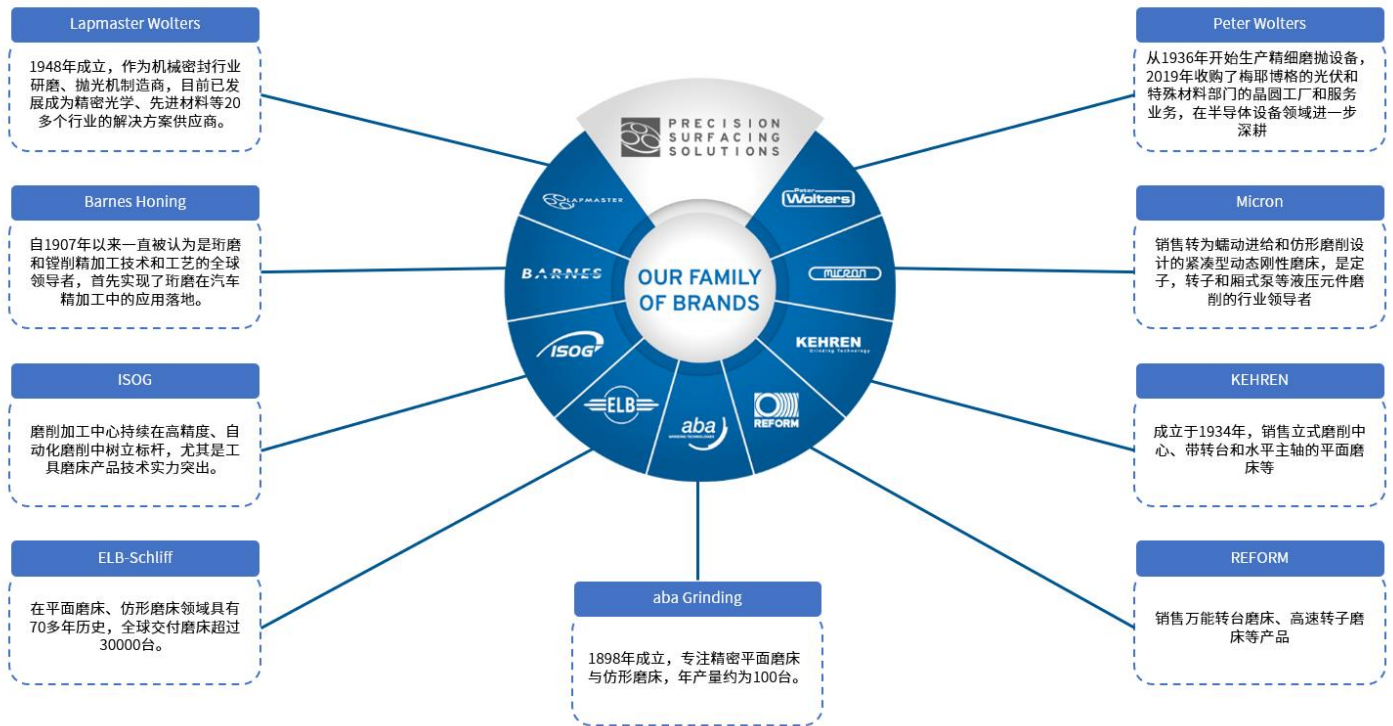 Lapmaster Wolters
1948年成立，作为机械密封行业
研磨、抛光机制造商，目前已发
展成为精密光学、先进材料等20
多个行业的解决方案供应商。
Barnes Honing
自1907年以来一直被认为是珩磨
和镗削精加工技术和工艺的全球
领导者，首先实现了珩磨在汽车
精加工中的应用落地。
ISOG
磨削加工中心持续在高精度、自
动化磨削中树立标杆，尤其是工
具磨床产品技术实力突出。
ELB-Schliff
在平面磨床、仿形磨床领域具有
70多年历史，全球交付磨床超过
30000台。
PRECISION
SURFACING
SOLUTIONS
LAPMASTER
BARNES
ISOG
ELB
aba
GRINDING TECHNOLOGIES
REFORM
KEHREN
Grinding Technology
MICRON
Peter
Wolters
OUR FAMILY
OF BRANDS
aba Grinding
1898年成立，专注精密平面磨床
与仿形磨床，年产量约为100台。
Peter Wolters
从1936年开始生产精细磨抛设备，
2019年收购了梅耶博格的光伏和
特殊材料部门的晶圆工厂和服务
业务，在半导体设备领域进一步
深耕
Micron
销售转为蠕动进给和仿形磨削设
计的紧凑型动态刚性磨床，是定
子，转子和厢式泵等液压元件磨
削的行业领导者
KEHREN
成立于1934年，销售立式磨削中
心、带转台和水平主轴的平面磨
床等
REFORM
销售万能转台磨床、高速转子磨
床等产品